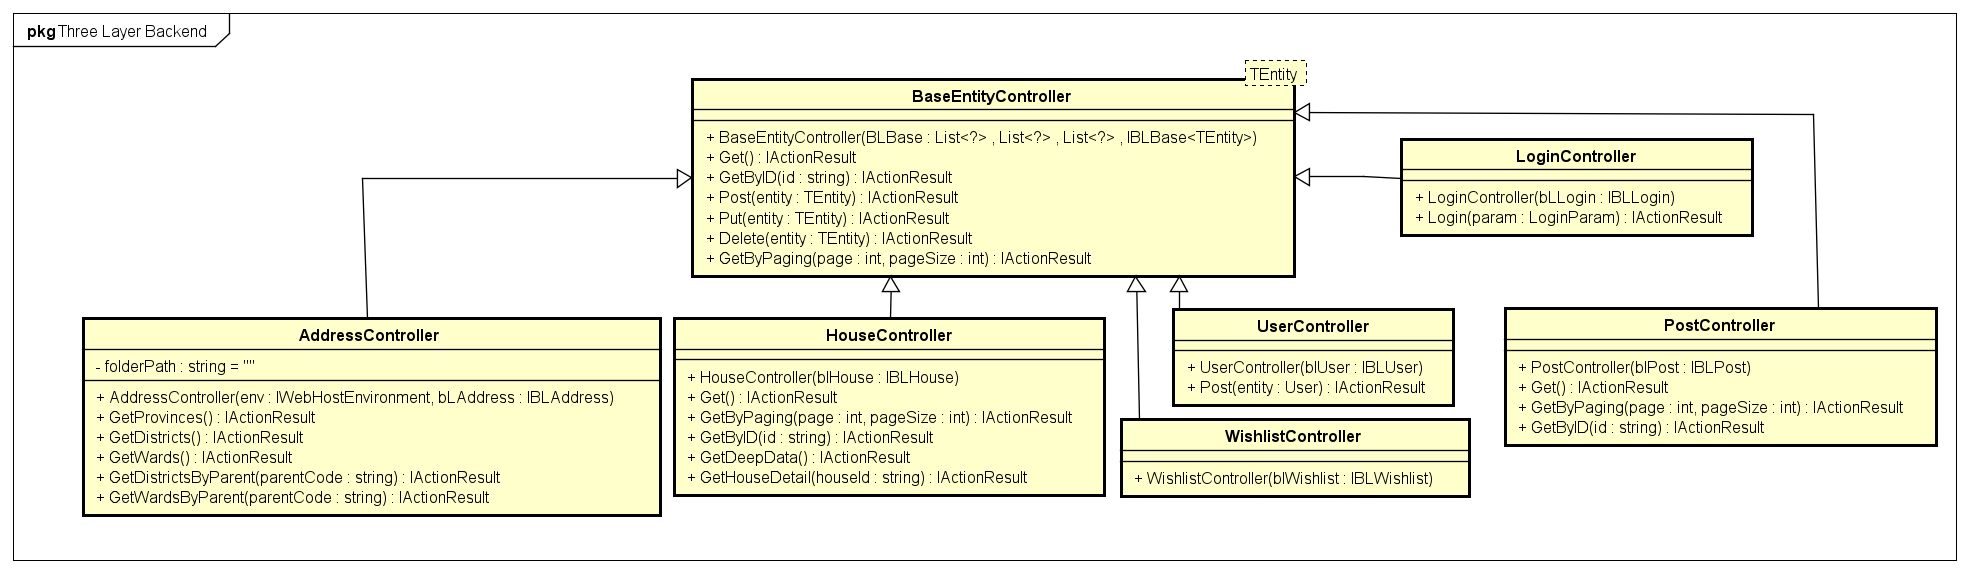 pkg Three Layer Backend
TEntity
BaseEntityController
+ BaseEntityController(BLBase : List<?> , List<?> , List<?> , IBLBase<TEntity>)
+ Get() : IActionResult
+ GetByID(id : string) : IActionResult
+ Post(entity : TEntity) : IActionResult
+ Put(entity : TEntity) : IActionResult
+ Delete(entity : TEntity) : IActionResult
+ GetByPaging(page : int, pageSize : int) : IActionResult
LoginController
+ LoginController(bLLogin : IBLLogin)
+ Login(param : LoginParam) : IActionResult
AddressController
- folderPath : string = ""
+ AddressController(env : IWebHostEnvironment, bLAddress : IBLAddress)
+ GetProvinces() : IActionResult
+ GetDistricts() : IActionResult
+ GetWards() : IActionResult
+ GetDistrictsByParent(parentCode : string) : IActionResult
+ GetWardsByParent(parentCode : string) : IActionResult
HouseController
+ HouseController(blHouse : IBLHouse)
+ Get() : IActionResult
+ GetByPaging(page : int, pageSize : int) : IActionResult
+ GetByID(id : string) : IActionResult
+ GetDeepData() : IActionResult
+ GetHouseDetail(houseId : string) : IActionResult
UserController
+ UserController(blUser : IBLUser)
+ Post(entity : User) : IActionResult
WishlistController
+ WishlistController(blWishlist : IBLWishlist)
PostController
+ PostController(blPost : IBLPost)
+ Get() : IActionResult
+ GetByPaging(page : int, pageSize : int) : IActionResult
+ GetByID(id : string) : IActionResult